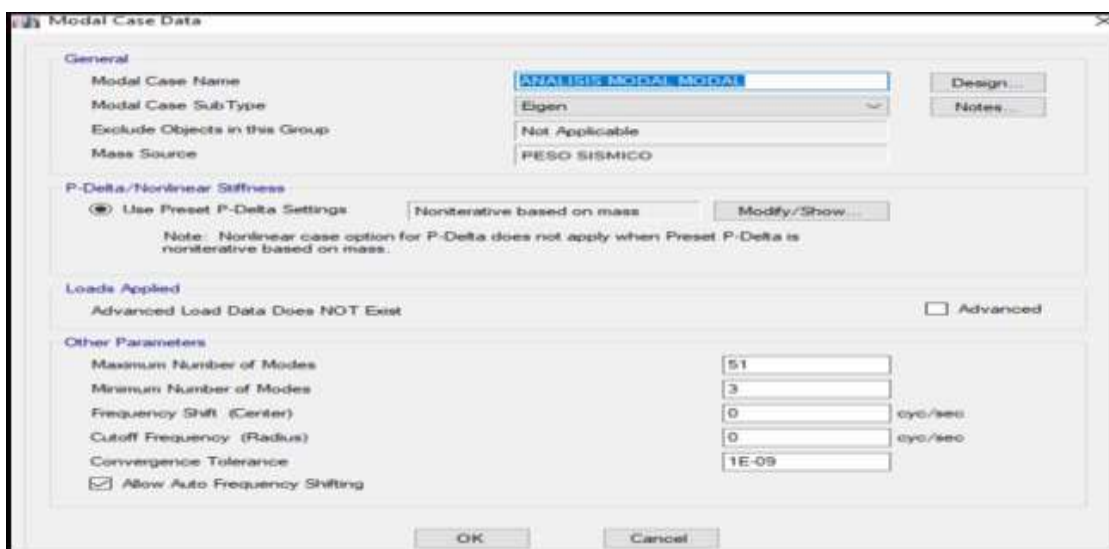 Modal Case Data
General
Modal Case Name ANALISIS MODAL MODAL Design...
Modal Case SubType Eigen Notes...
Exclude Objects in this Group Not Applicable
Mass Source PESO SISMICO
P-Delta/Nonlinear Stiffness
Use Preset P-Delta Settings Noniterative based on mass Modify/Show...
Note: Nonlinear case option for P-Delta does not apply when Preset P-Delta is
noniterative based on mass.
Loads Applied
Advanced Load Data Does NOT Exist Advanced
Other Parameters
Maximum Number of Modes 51
Minimum Number of Modes 3
Frequency Shift (Center) 0 cyc/sec
Cutoff Frequency (Radius) 0 cyc/sec
Convergence Tolerance 1E-09
Allow Auto Frequency Shifting
OK Cancel